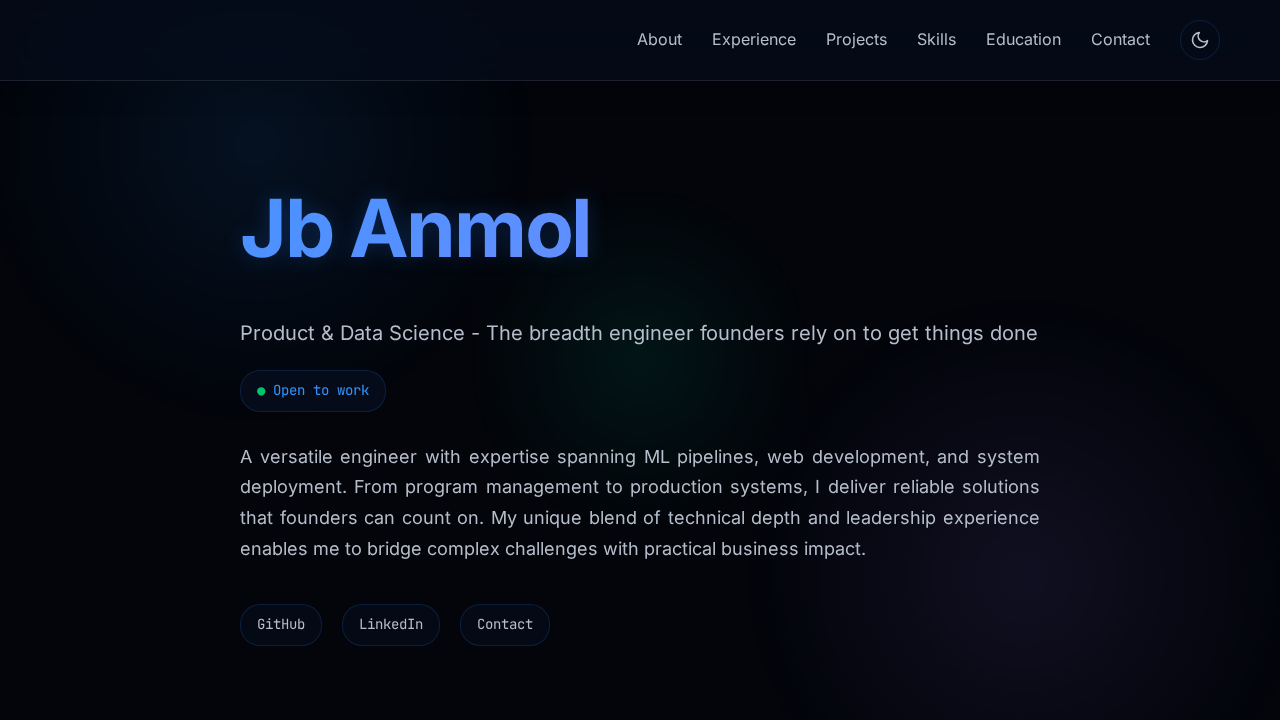 About Experience Projects Skills Education Contact
Jb Anmol
Product & Data Science - The breadth engineer founders rely on to get things done
Open to work
A versatile engineer with expertise spanning ML pipelines, web development, and system
deployment. From program management to production systems, I deliver reliable solutions
that founders can count on. My unique blend of technical depth and leadership experience
enables me to bridge complex challenges with practical business impact.
GitHub LinkedIn Contact